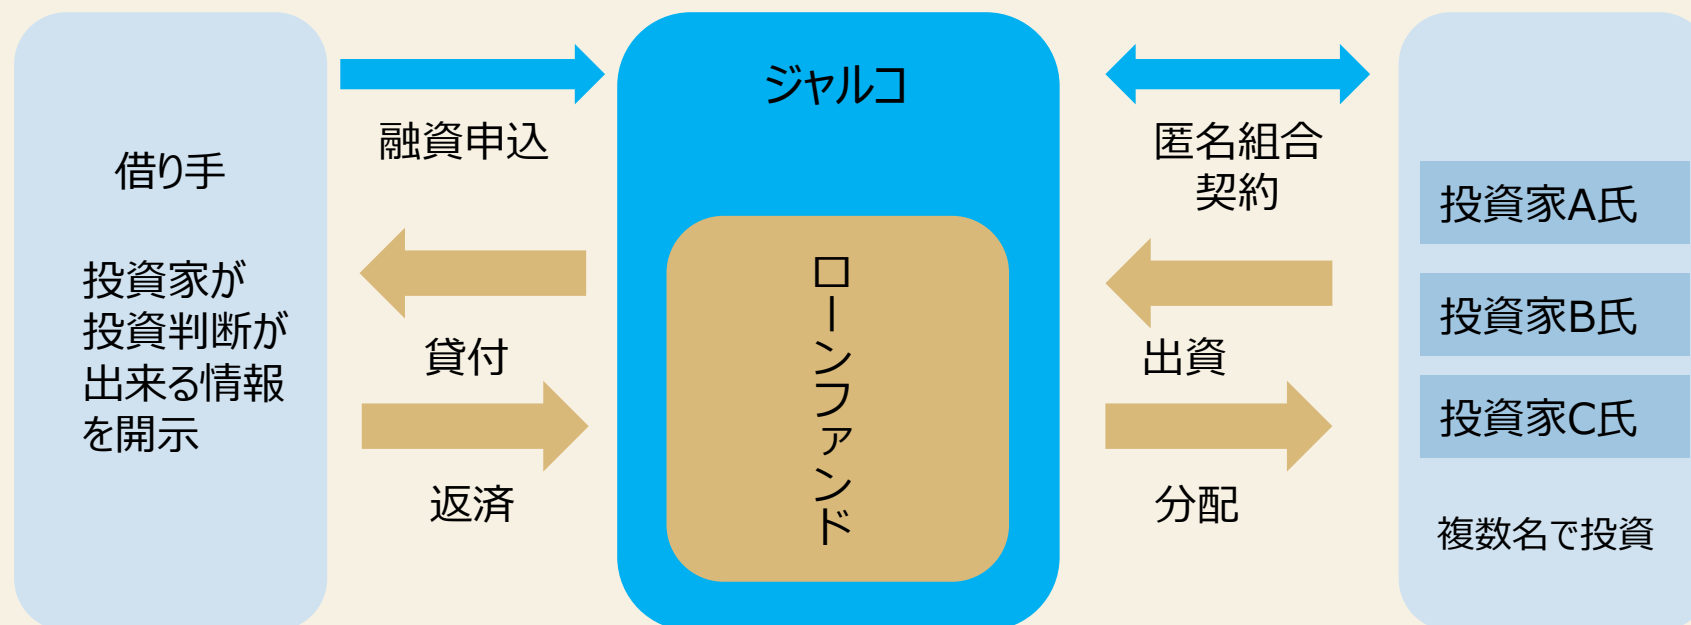 借り手
投資家が
投資判断が
出来る情報
を開示
融資申込
貸付
返済
ジャルコ
ローンファンド
匿名組合
契約
出資
分配
投資家A氏
投資家B氏
投資家C氏
複数名で投資